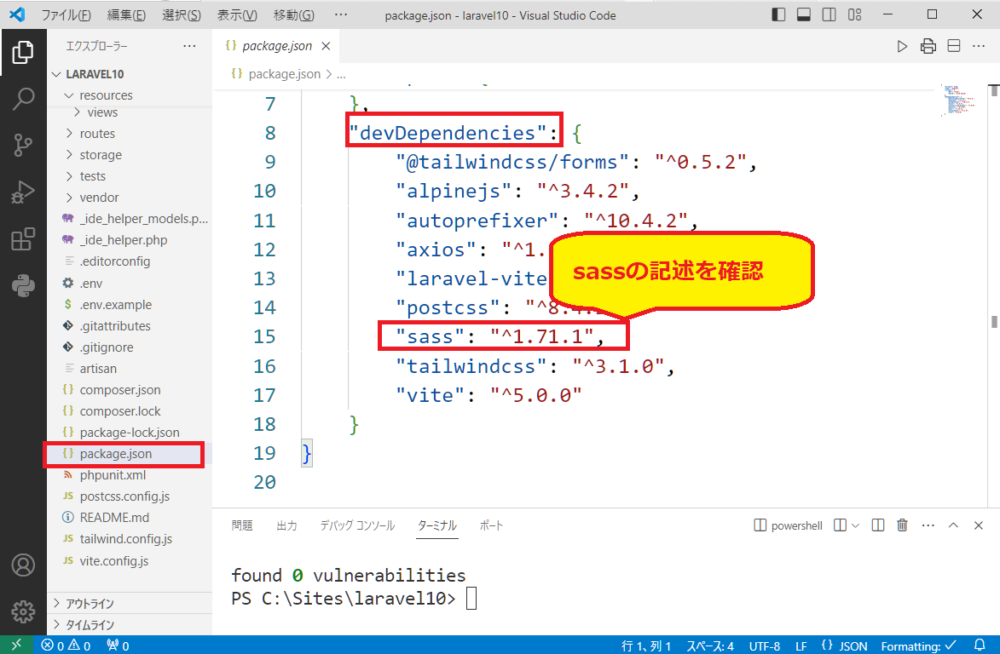 ファイル(F) 編集(E) 選択(S) 表示(V) 移動(G) ··· package.json - laravel10 - Visual Studio Code
エクスプローラー ···
LARAVEL10
resources
views
routes
storage
tests
vendor
_ide_helper_models.p...
_ide_helper.php
.editorconfig
.env
$ .env.example
.gitattributes
.gitignore
artisan
{} composer.json
{} composer.lock
{} package-lock.json
{} package.json
phpunit.xml
JS postcss.config.js
README.md
JS tailwind.config.js
JS vite.config.js
アウトライン
タイムライン
{} package.json
{} package.json > ...
7 },
8 "devDependencies": {
9 "@tailwindcss/forms": "^0.5.2",
10 "alpinejs": "^3.4.2",
11 "autoprefixer": "^10.4.2",
12 "axios": "^1.
13 "laravel-vite
14 "postcss": "^8.4.
15 "sass": "^1.71.1",
16 "tailwindcss": "^3.1.0",
17 "vite": "^5.0.0"
18 }
19 }
20
sassの記述を確認
問題 出力 デバッグ コンソール ターミナル ポート powershell ···
found 0 vulnerabilities
PS C:\Sites\laravel10>
0 0 0 行 1、列 1 スペース: 4 UTF-8 LF {} JSON Formatting: ✓